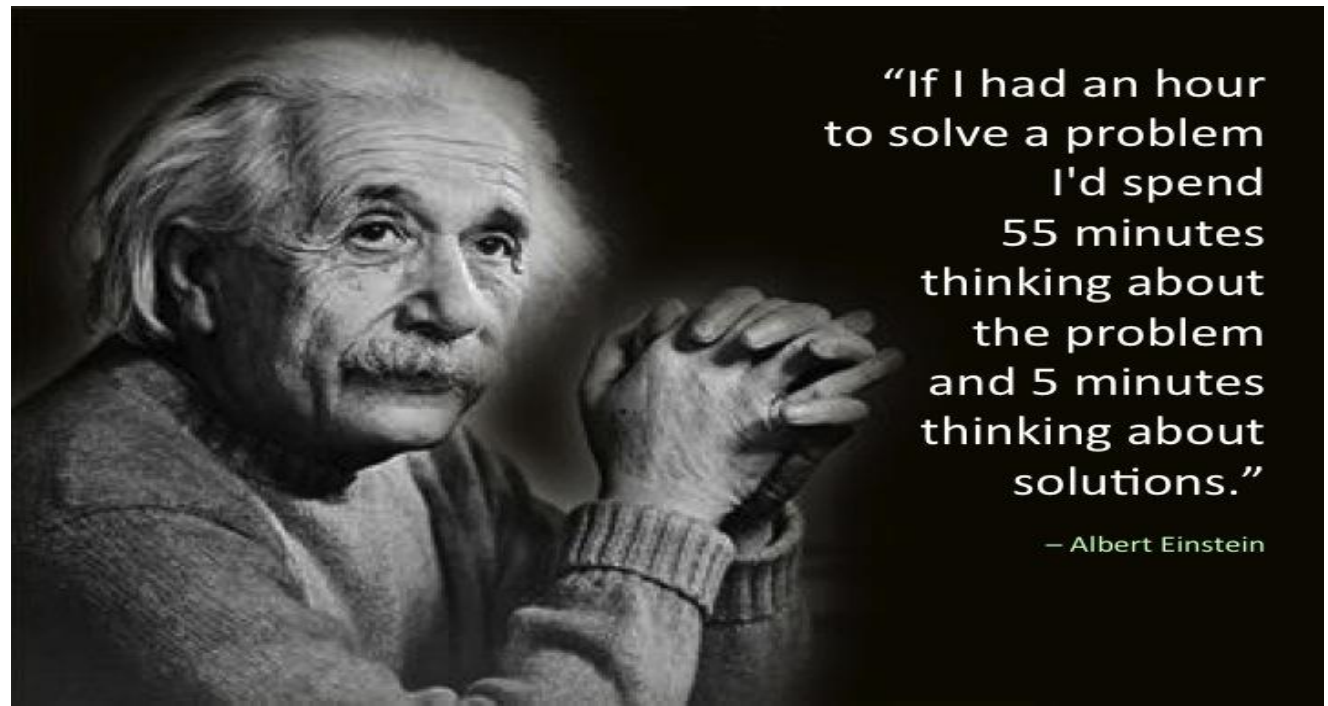 “If I had an hour
to solve a problem
I'd spend
55 minutes
thinking about
the problem
and 5 minutes
thinking about
solutions.”
– Albert Einstein